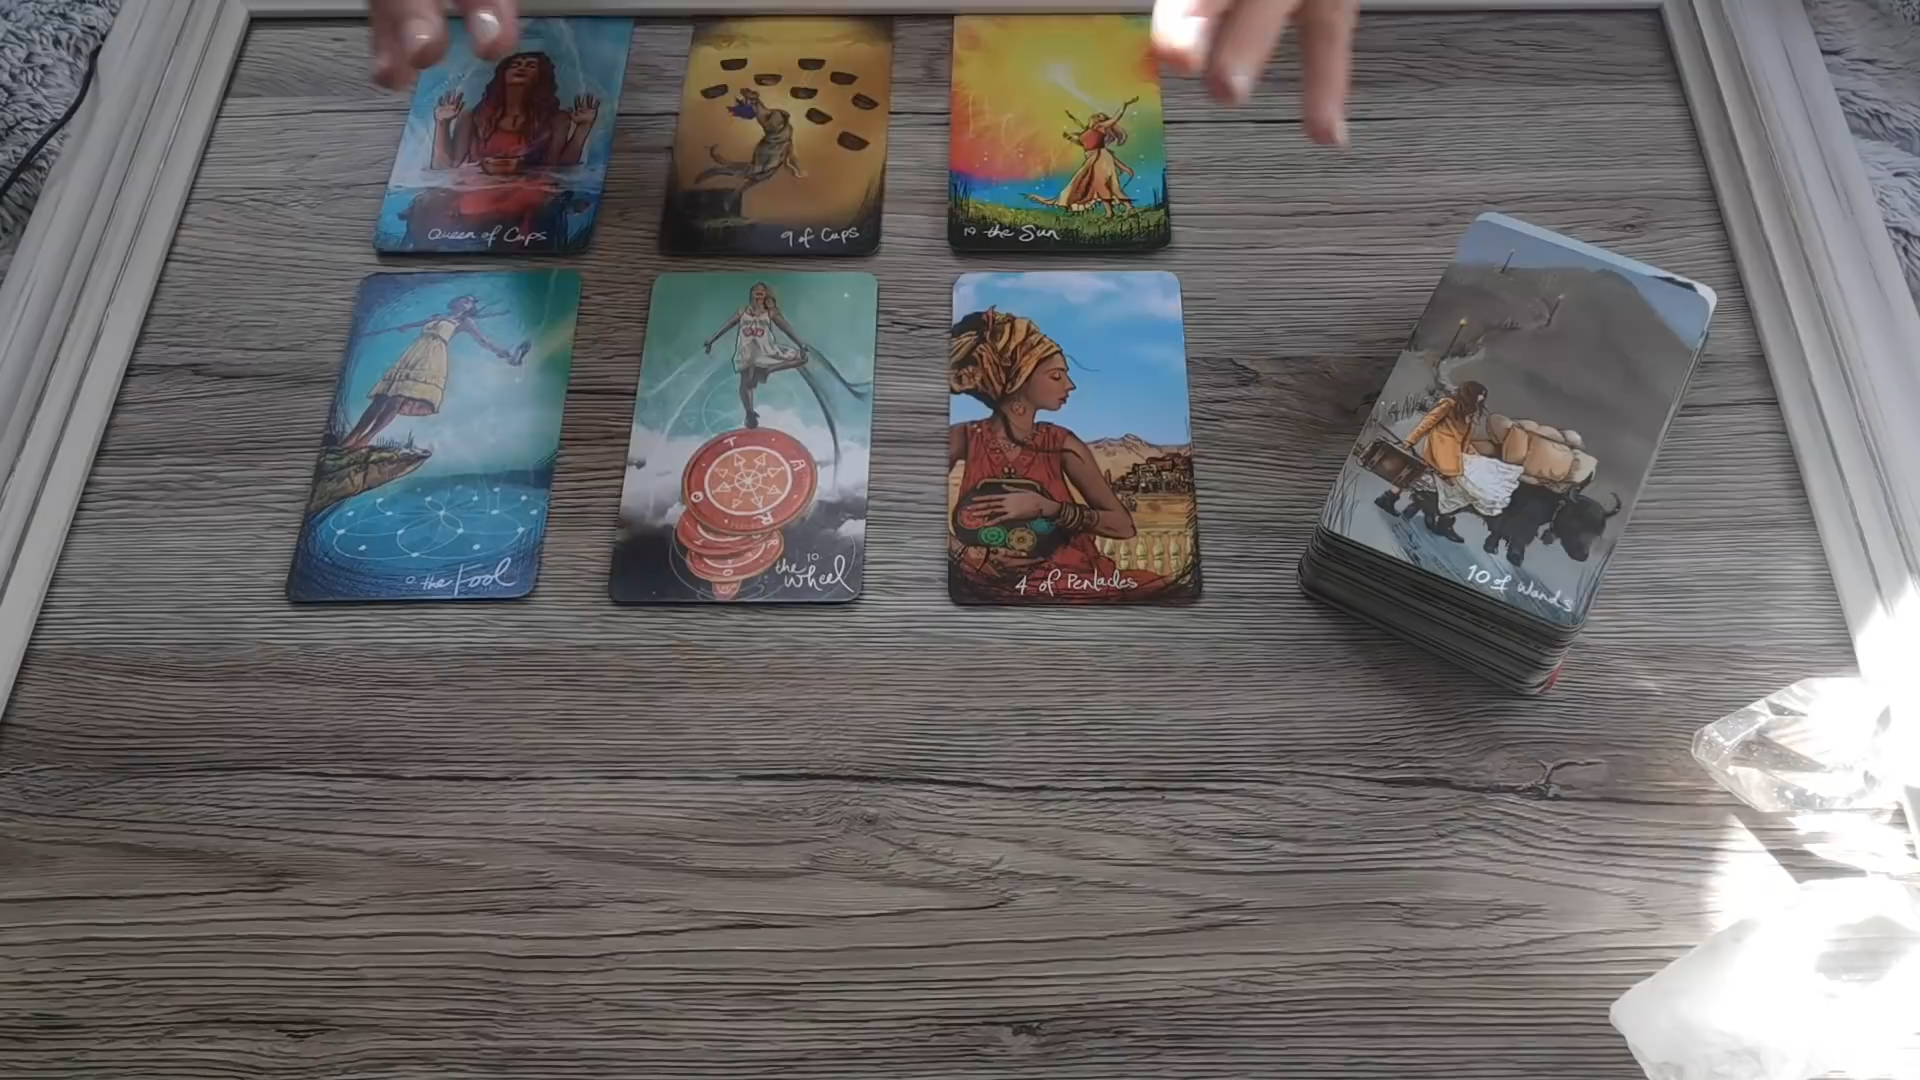 Queen of Cups
9 of Cups
19 the Sun
0. the Fool
T A R O
10
the
wheel
4 of Pentacles
10 of Wands